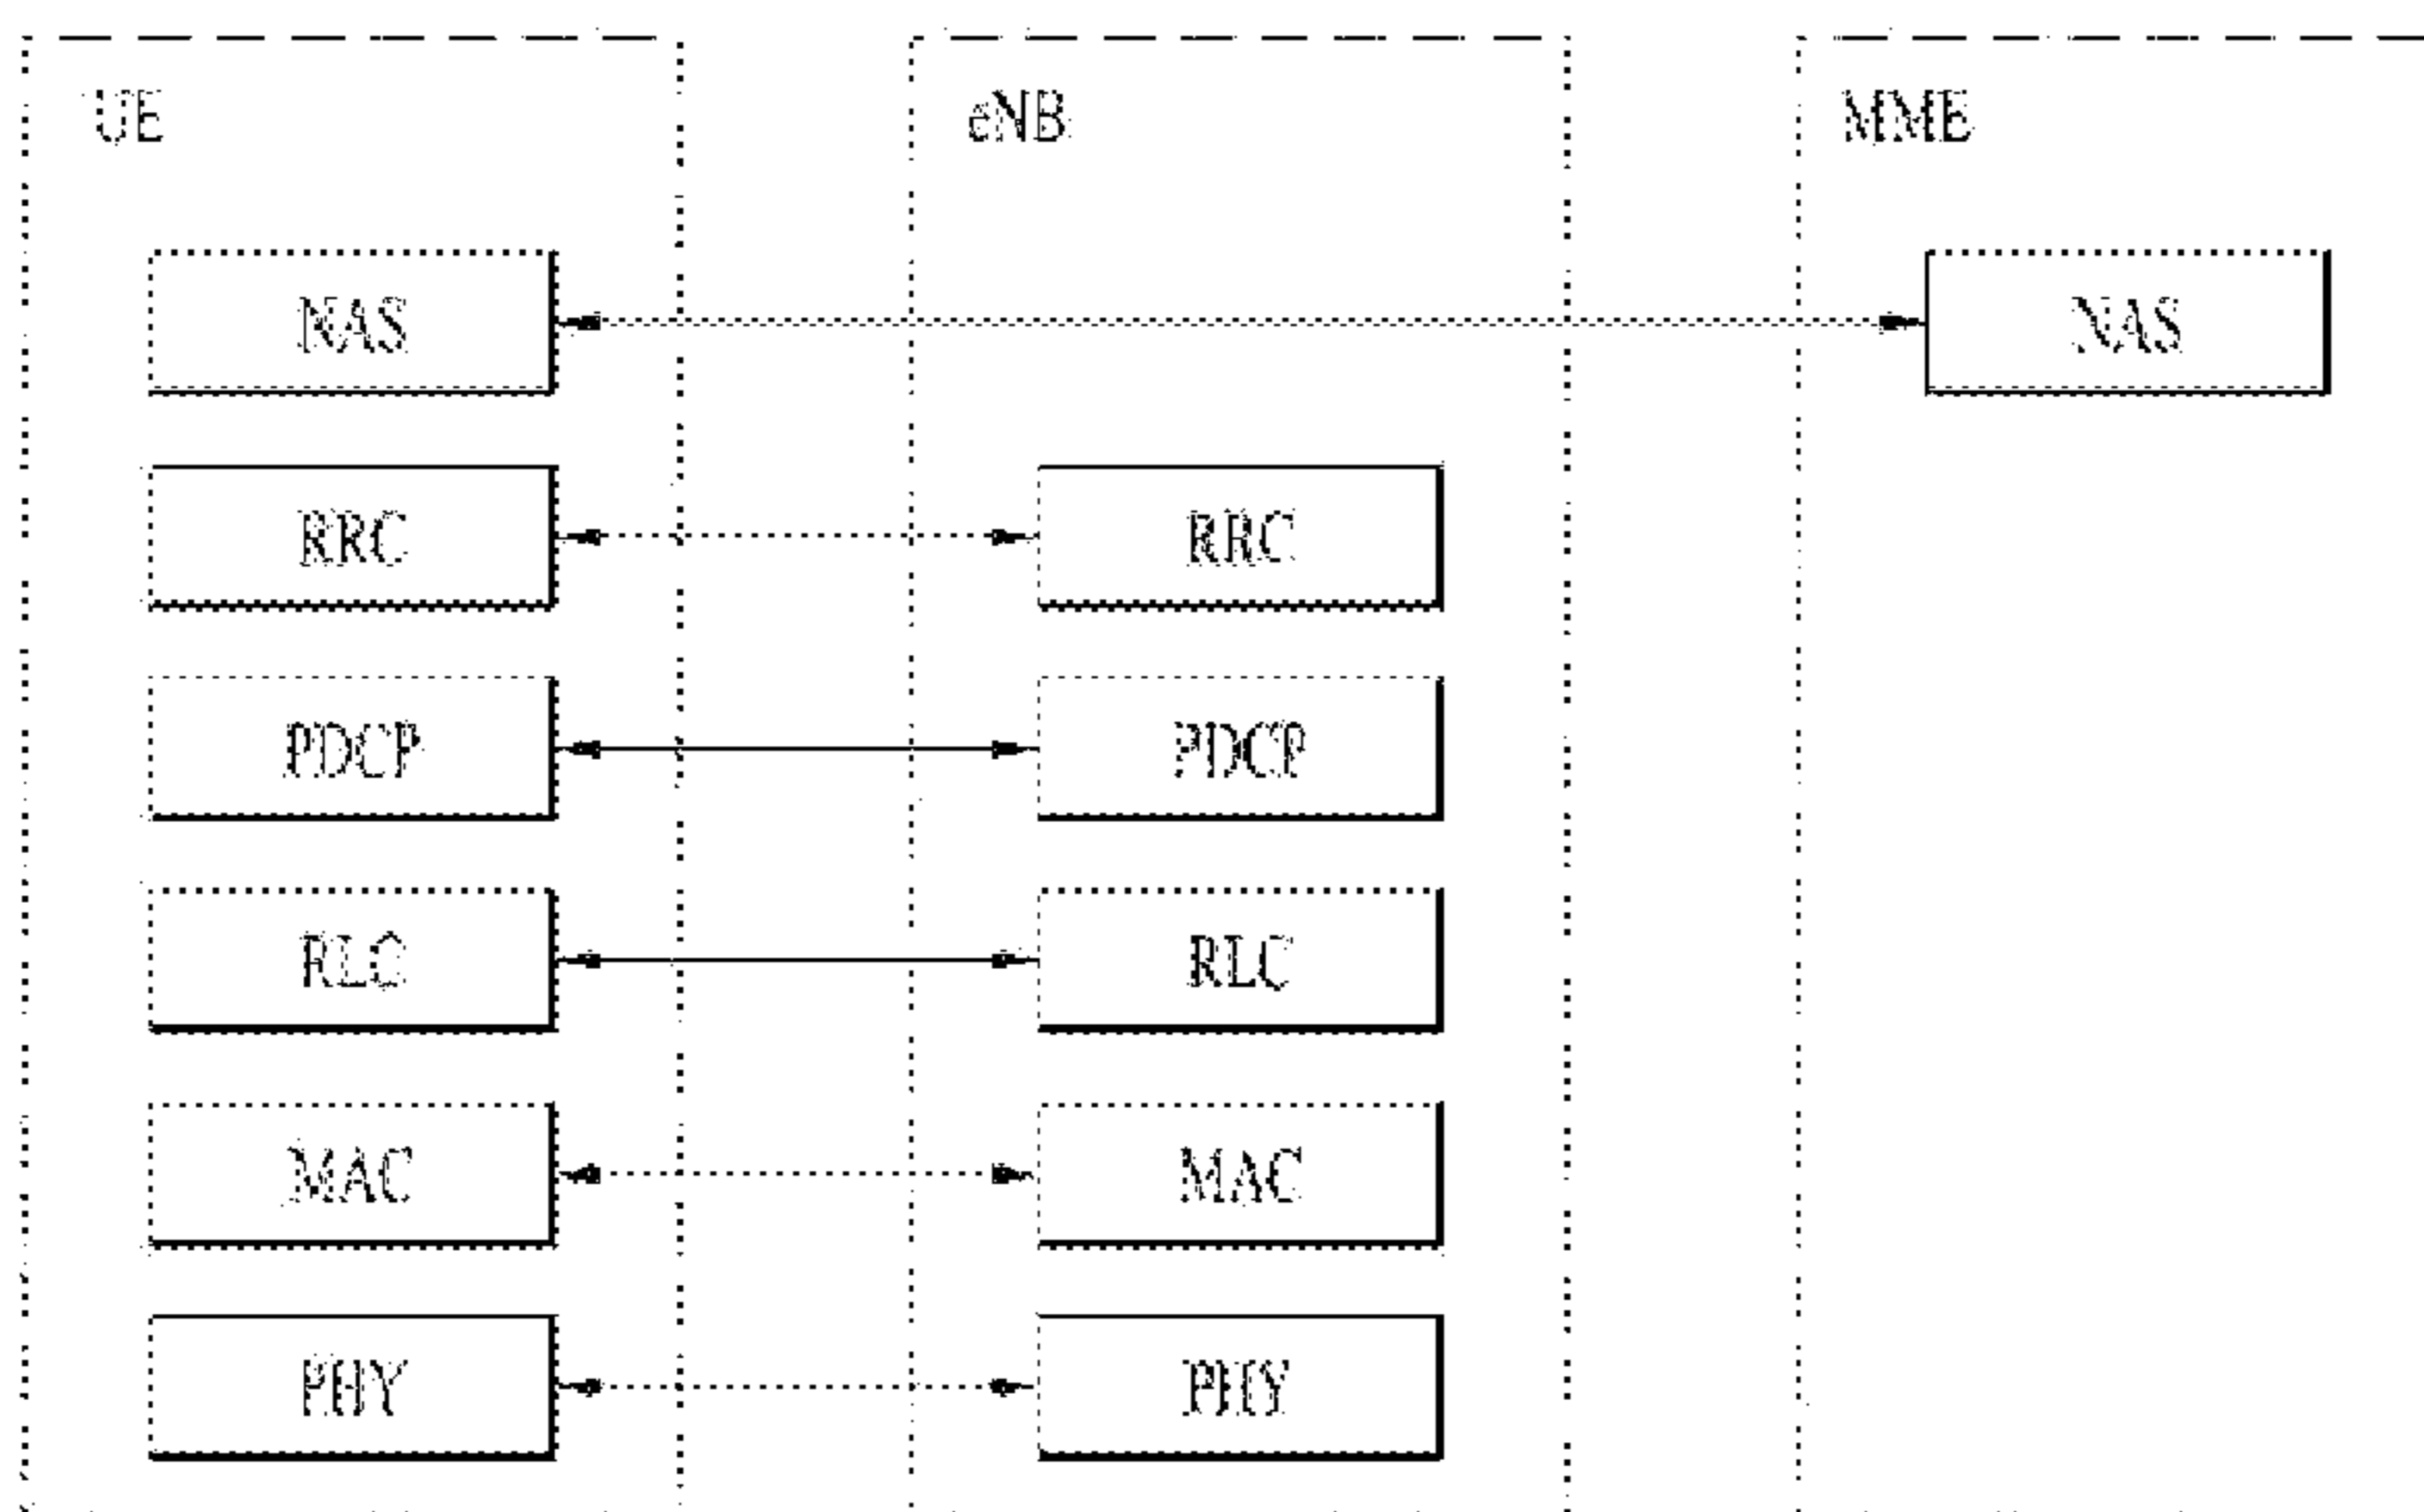 UE eNB MME
NAS NAS
RRC RRC
PDCP PDCP
RLC RLC
MAC MAC
PHY PHY